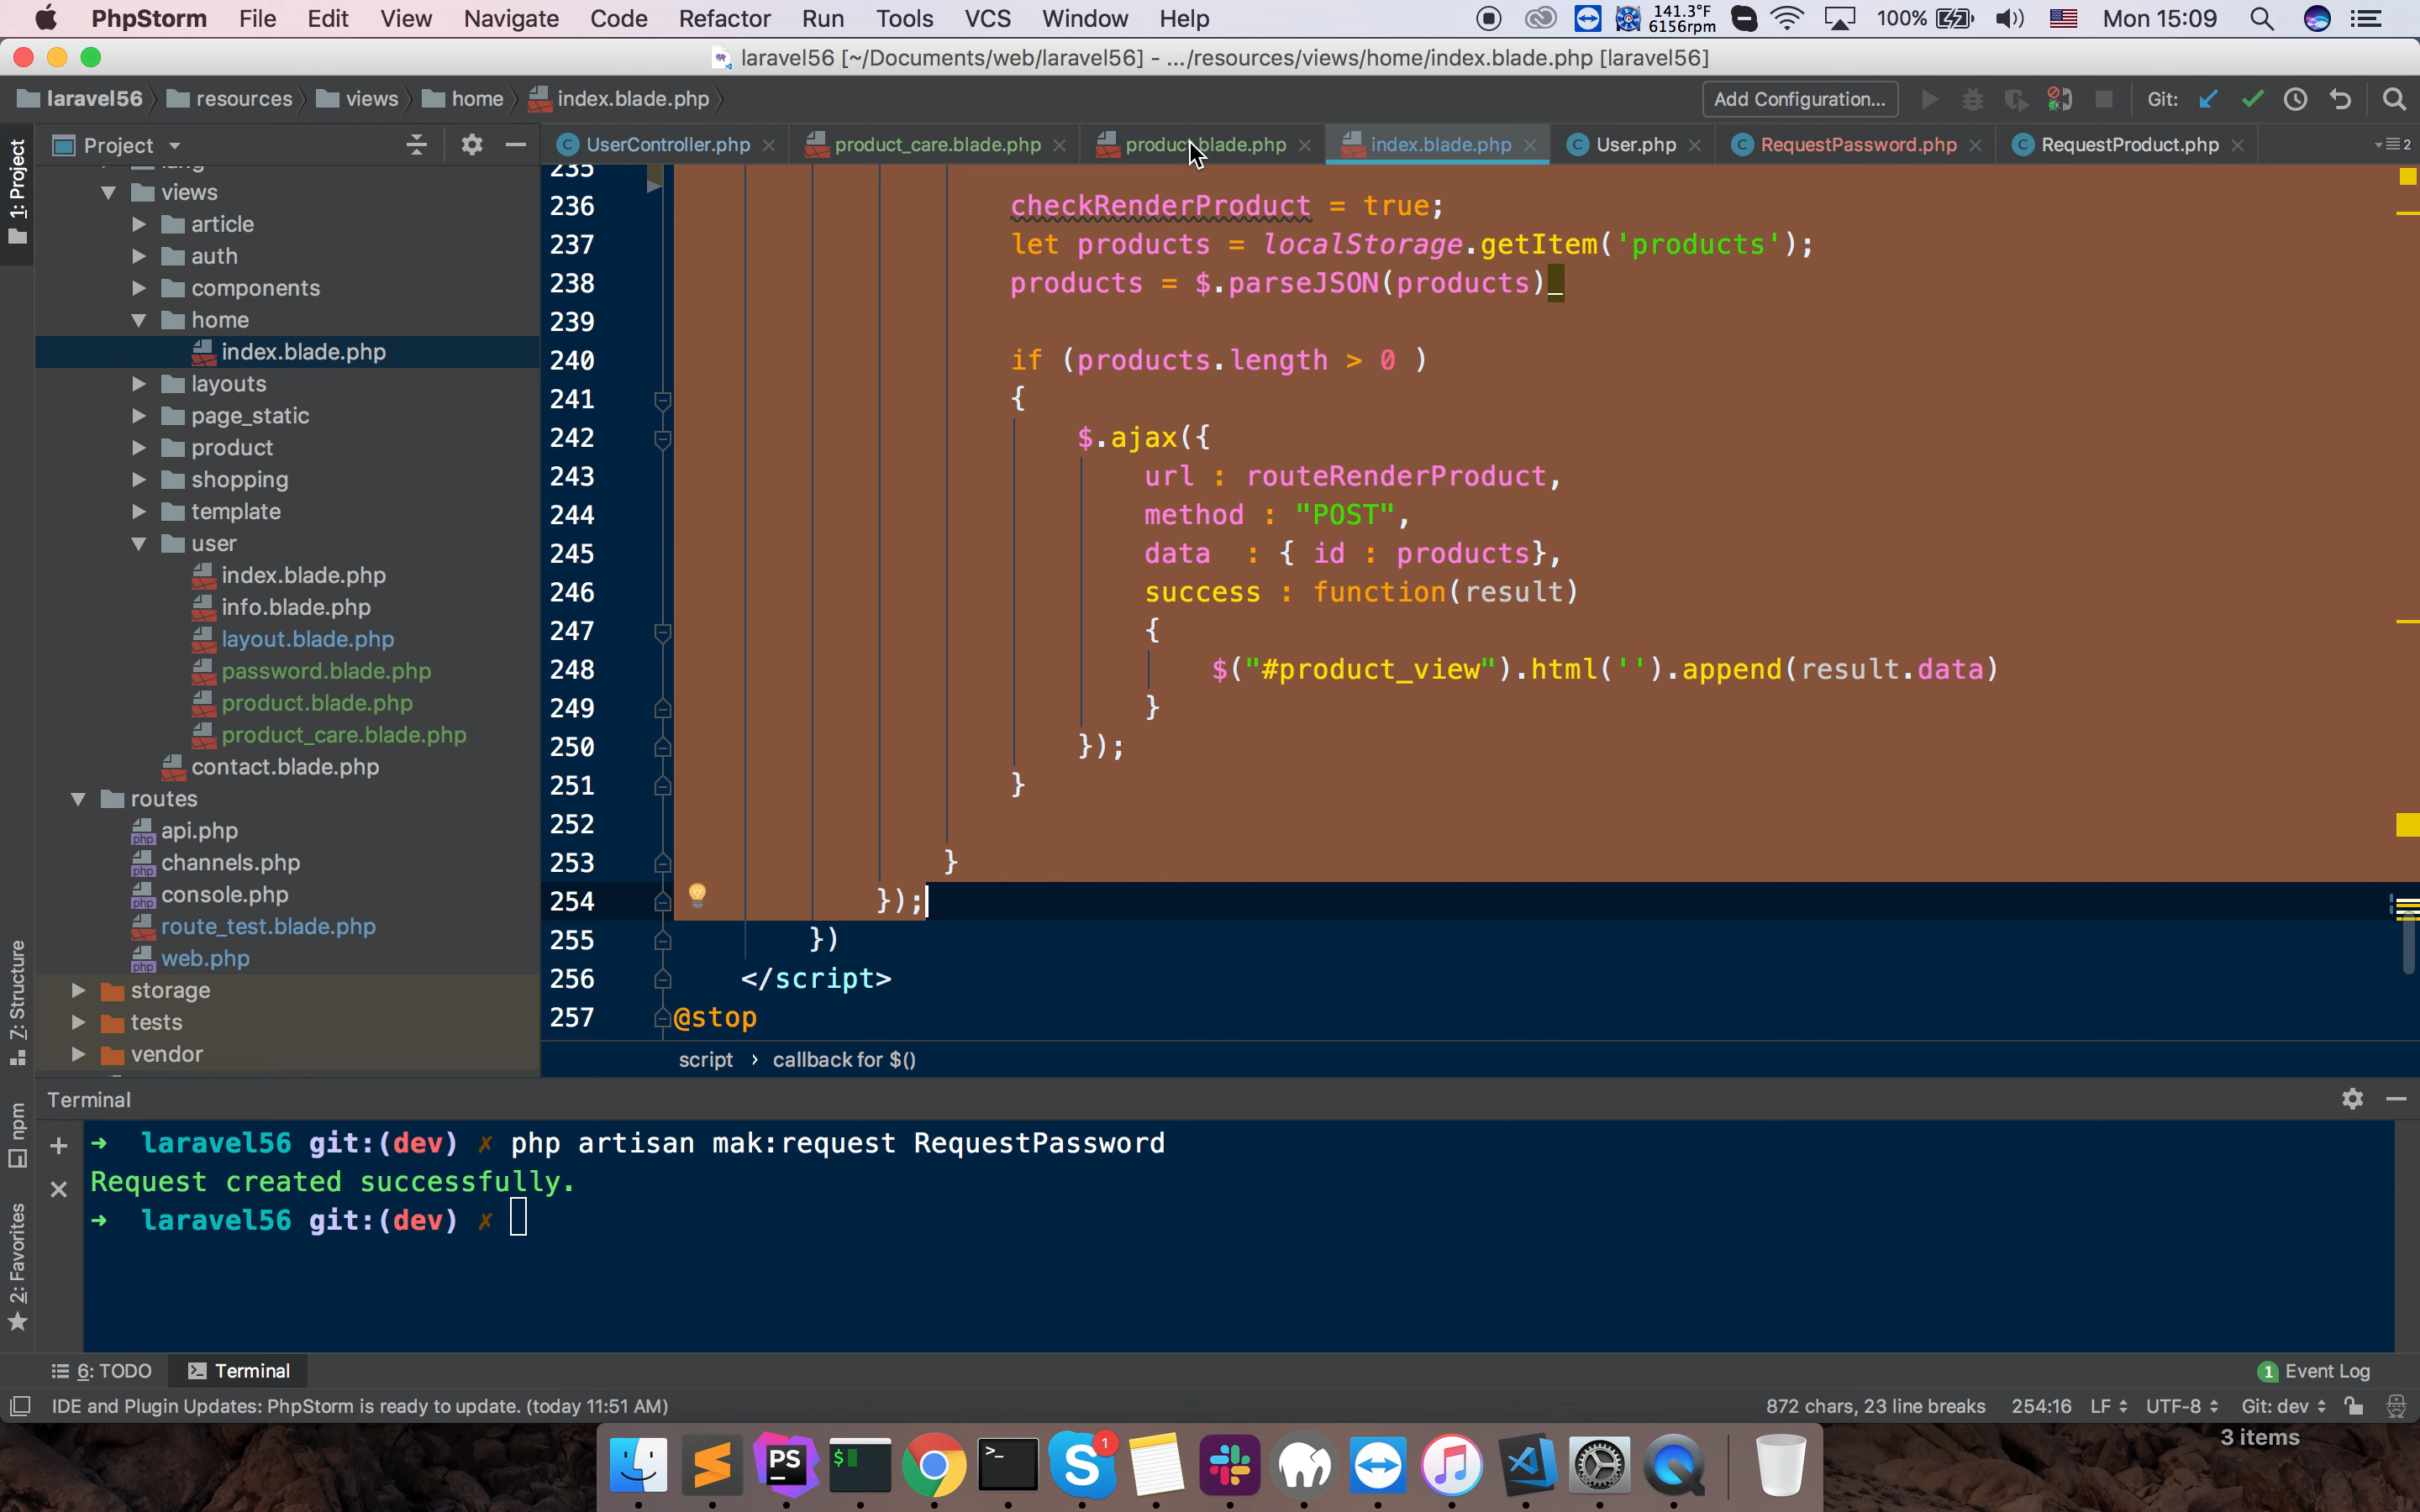 PhpStorm File Edit View Navigate Code Refactor Run Tools VCS Window Help 141.3°F 6156rpm 100% Mon 15:09
laravel56 [~/Documents/web/laravel56] - .../resources/views/home/index.blade.php [laravel56]
laravel56 resources views home index.blade.php Add Configuration... Git:
1: Project
Project
UserController.php product_care.blade.php product.blade.php index.blade.php User.php RequestPassword.php RequestProduct.php 2
views
article
auth
components
home
index.blade.php
layouts
page_static
product
shopping
template
user
index.blade.php
info.blade.php
layout.blade.php
password.blade.php
product.blade.php
product_care.blade.php
contact.blade.php
routes
api.php
channels.php
console.php
route_test.blade.php
web.php
storage
tests
vendor
235
236 checkRenderProduct = true;
237 let products = localStorage.getItem('products');
238 products = $.parseJSON(products)
239
240 if (products.length > 0 )
241 {
242 $.ajax({
243 url : routeRenderProduct,
244 method : "POST",
245 data : { id : products},
246 success : function(result)
247 {
248 $("#product_view").html('').append(result.data)
249 }
250 });
251 }
252
253 }
254 });
255 })
256 </script>
257 @stop
script › callback for $()
7: Structure
npm
2: Favorites
Terminal
➜ laravel56 git:(dev) ✗ php artisan mak:request RequestPassword
Request created successfully.
➜ laravel56 git:(dev) ✗
6: TODO Terminal 1 Event Log
IDE and Plugin Updates: PhpStorm is ready to update. (today 11:51 AM) 872 chars, 23 line breaks 254:16 LF UTF-8 Git: dev
3 items
PS
$
>_
S
1